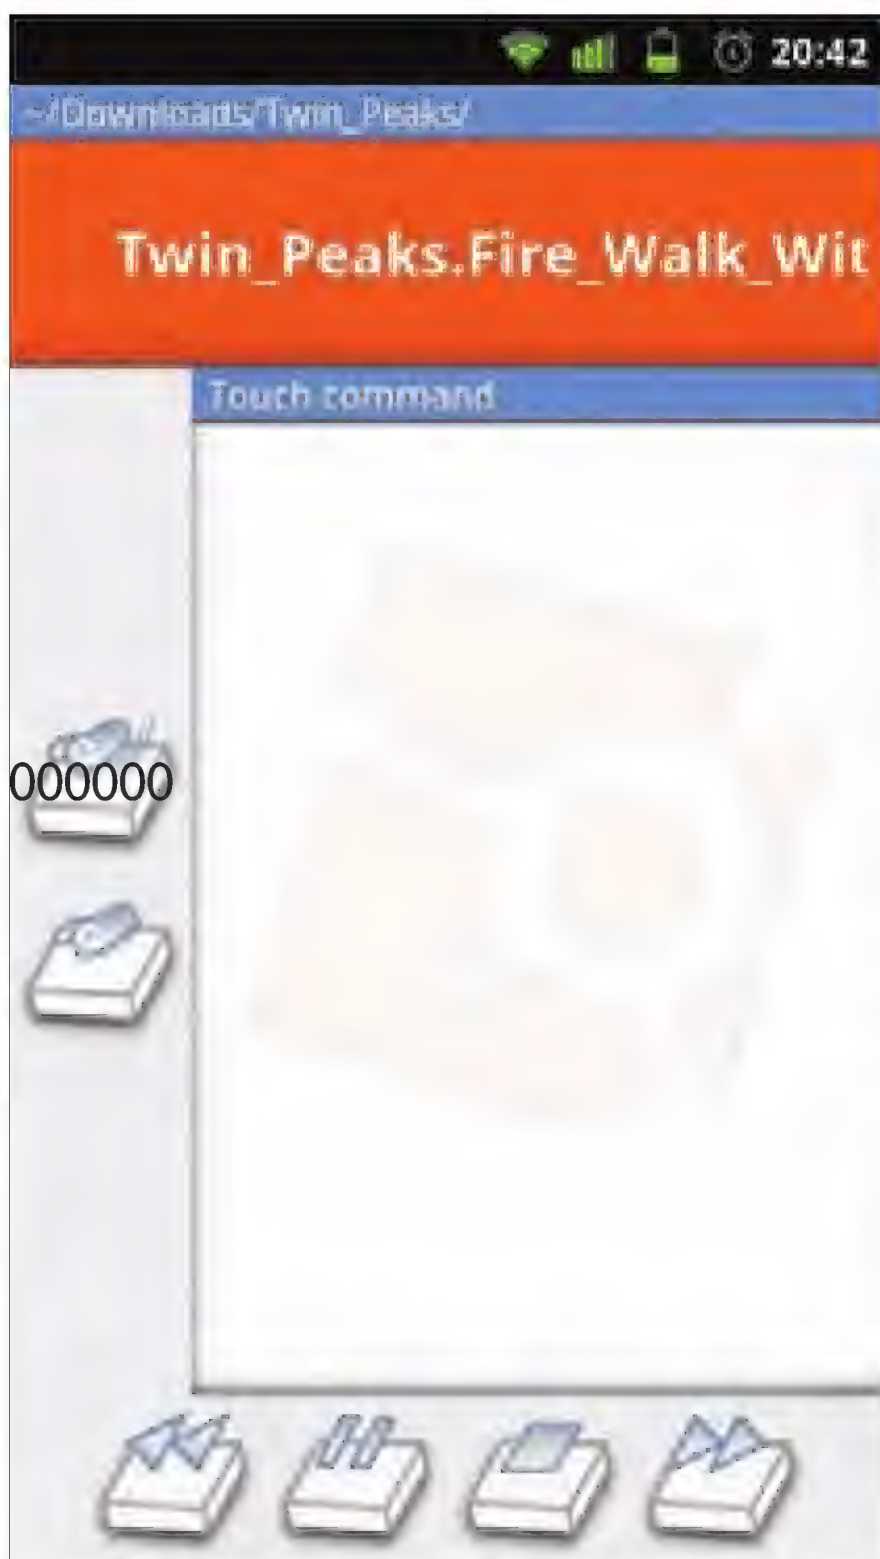 20:42
~/Downloads/Twin_Peaks/
Twin_Peaks.Fire_Walk_Wit
Touch command
000000